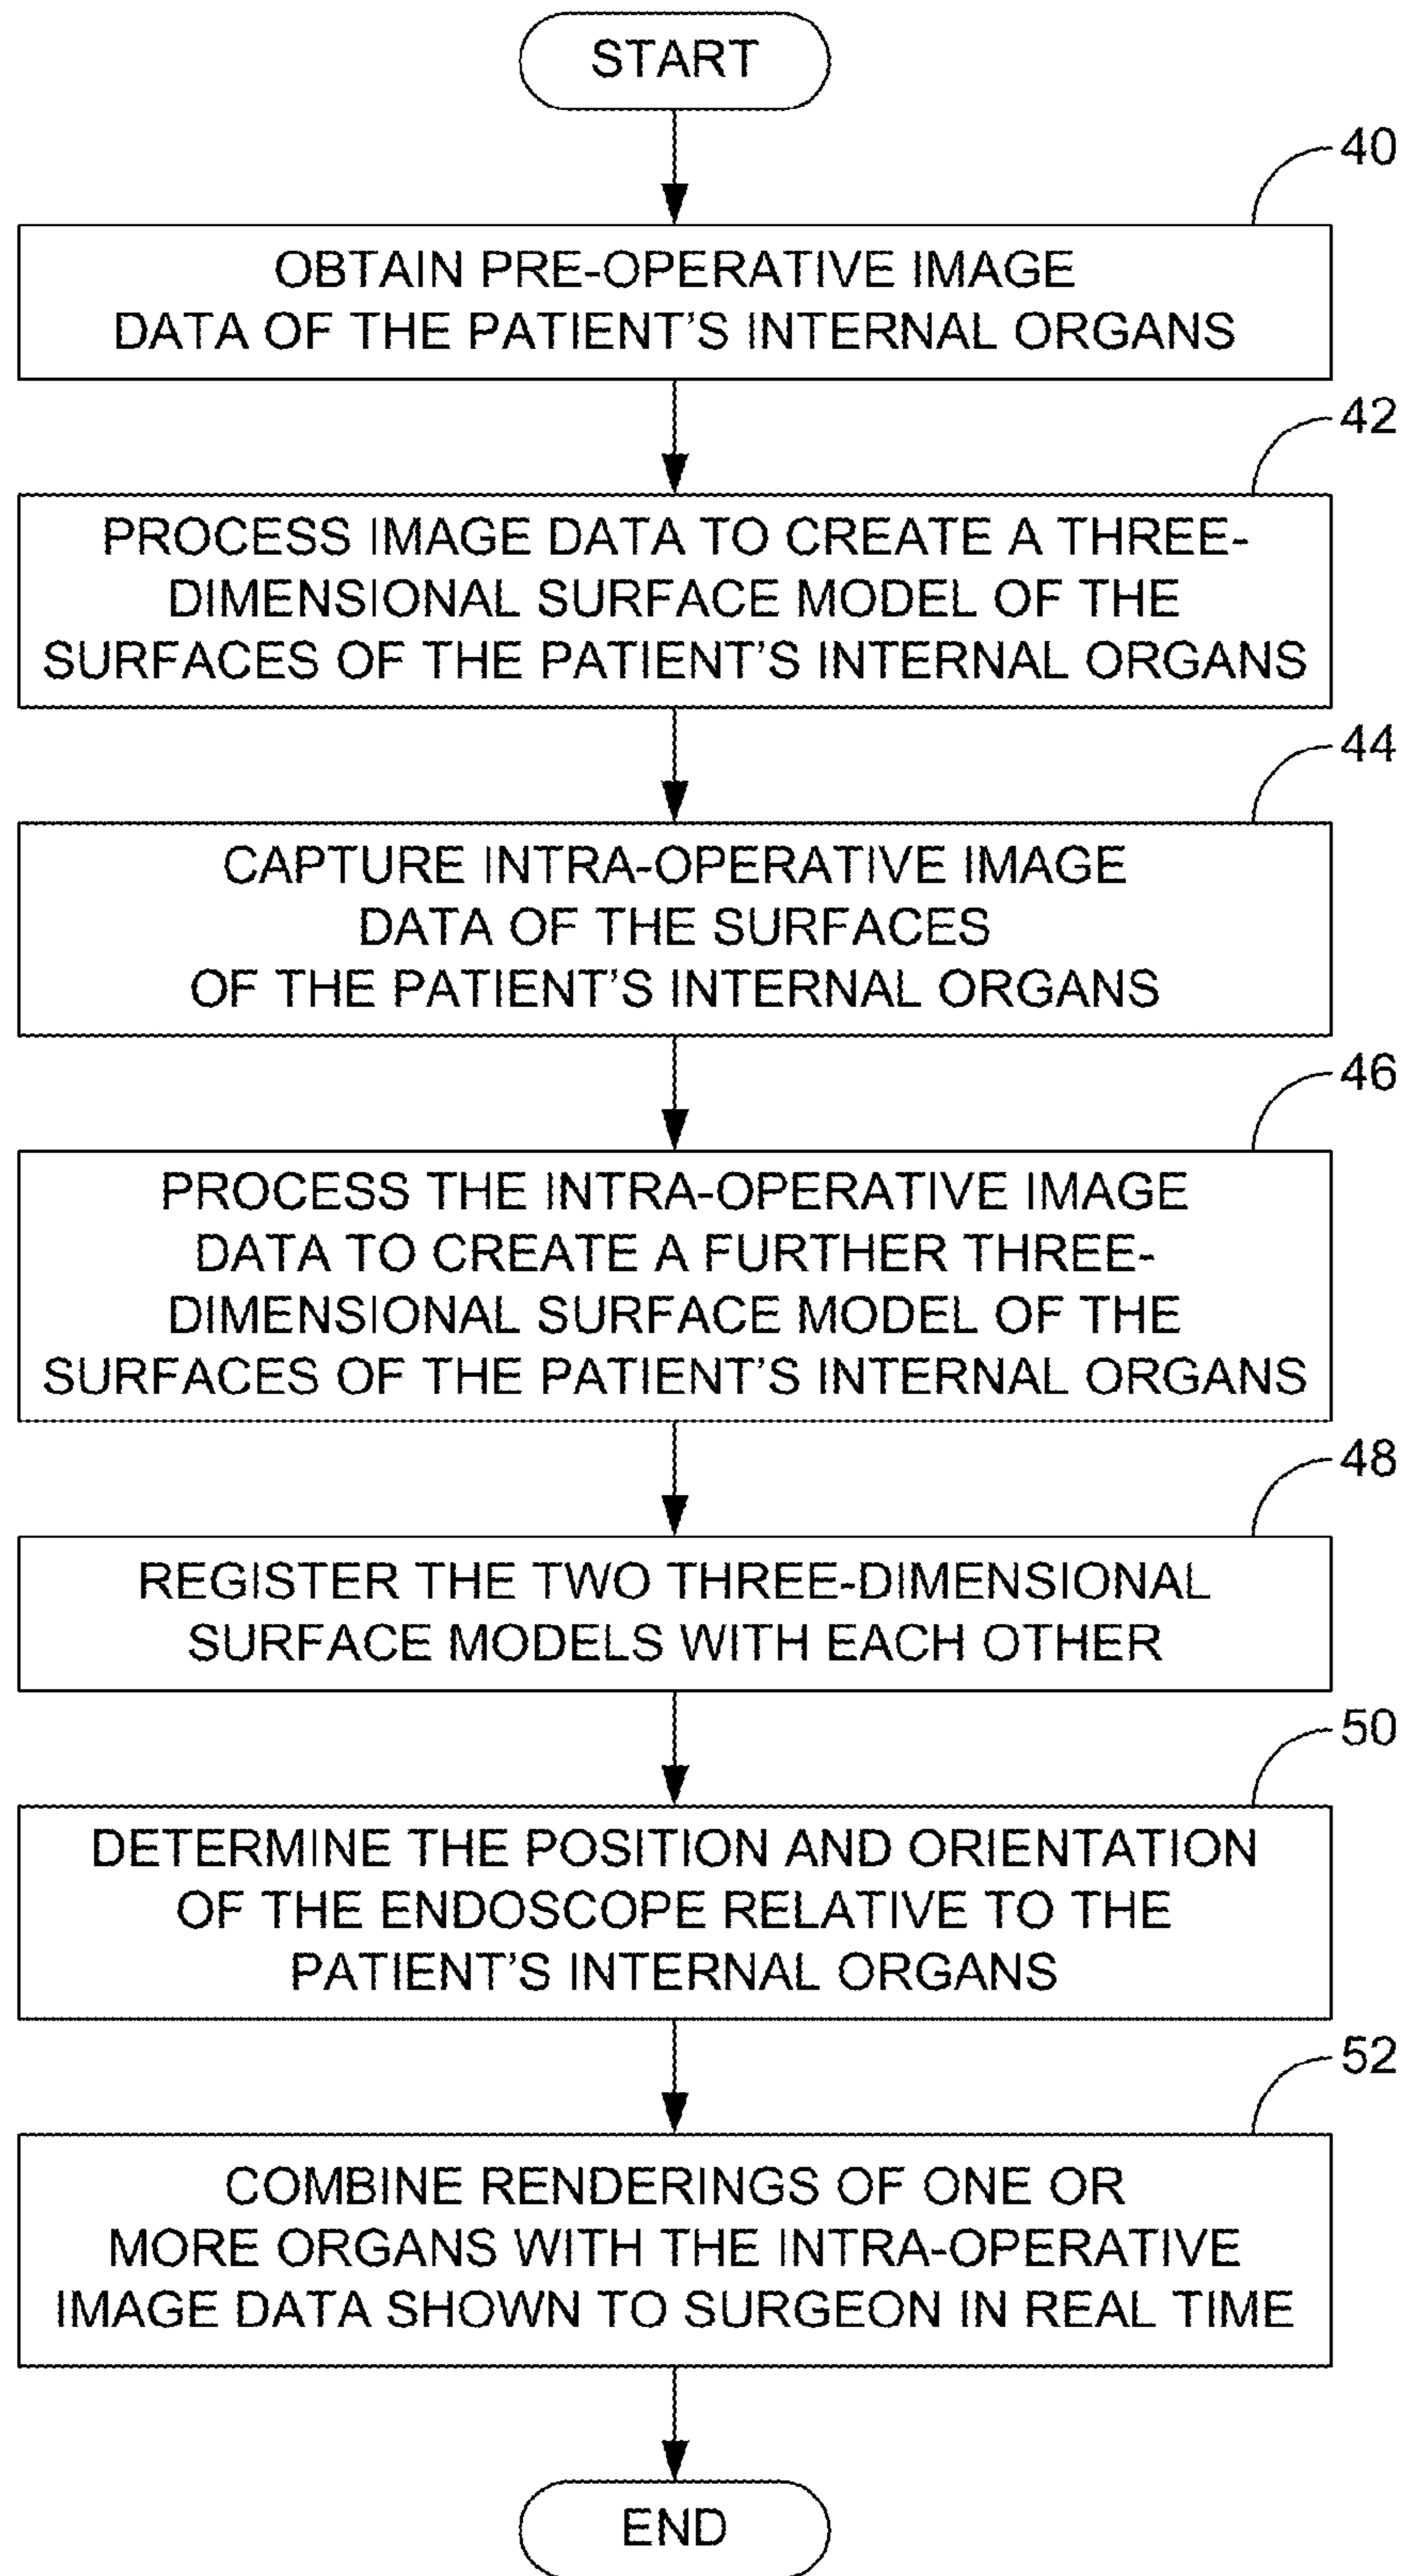 START
40
OBTAIN PRE-OPERATIVE IMAGE
DATA OF THE PATIENT'S INTERNAL ORGANS
42
PROCESS IMAGE DATA TO CREATE A THREE-
DIMENSIONAL SURFACE MODEL OF THE
SURFACES OF THE PATIENT'S INTERNAL ORGANS
44
CAPTURE INTRA-OPERATIVE IMAGE
DATA OF THE SURFACES
OF THE PATIENT'S INTERNAL ORGANS
46
PROCESS THE INTRA-OPERATIVE IMAGE
DATA TO CREATE A FURTHER THREE-
DIMENSIONAL SURFACE MODEL OF THE
SURFACES OF THE PATIENT'S INTERNAL ORGANS
48
REGISTER THE TWO THREE-DIMENSIONAL
SURFACE MODELS WITH EACH OTHER
50
DETERMINE THE POSITION AND ORIENTATION
OF THE ENDOSCOPE RELATIVE TO THE
PATIENT'S INTERNAL ORGANS
52
COMBINE RENDERINGS OF ONE OR
MORE ORGANS WITH THE INTRA-OPERATIVE
IMAGE DATA SHOWN TO SURGEON IN REAL TIME
END